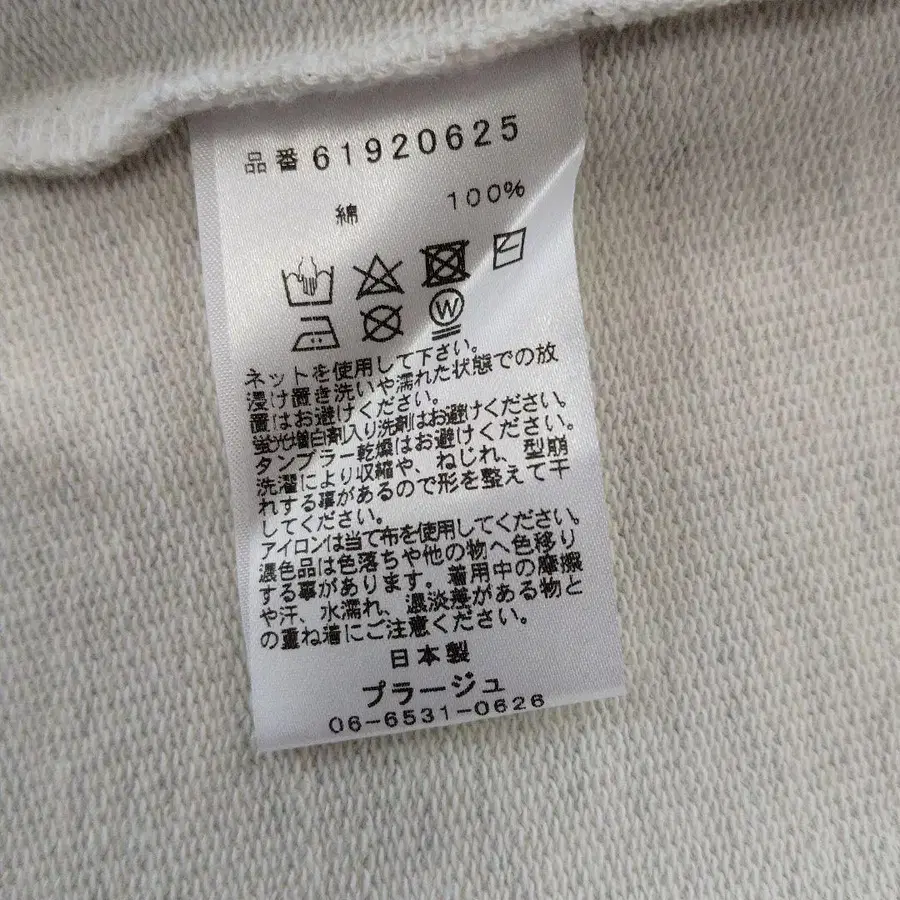 品番 61920625
綿 100%
W
ネットを使用して下さい。
浸け置き洗いや濡れた状態での放
置はお避けください。
蛍光増白剤入り洗剤はお避けください。
タンブラー乾燥はお避けください。
洗濯により収縮や、ねじれ、型崩
れする事があるので形を整えて干
してください。
アイロンは当て布を使用してください。
濃色品は色落ちや他の物へ色移り
する事があります。着用中の摩擦
や汗、水濡れ、濃淡差がある物と
の重ね着にご注意ください。
日本製
プラージュ
06-6531-0626